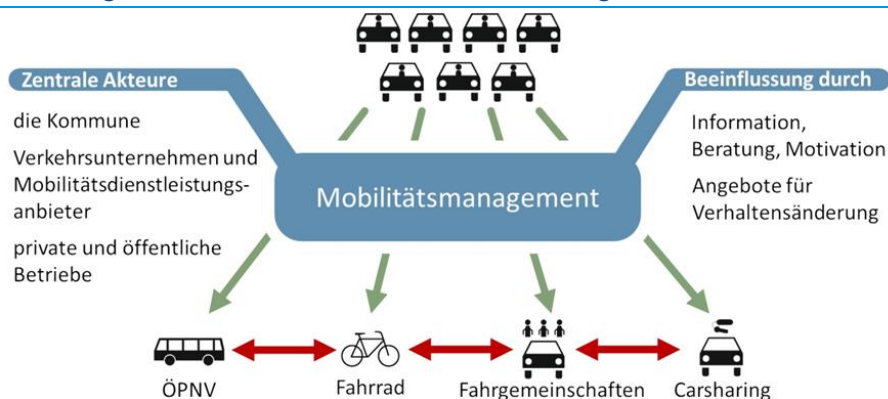 Zentrale Akteure
die Kommune
Verkehrsunternehmen und
Mobilitätsdienstleistungs-
anbieter
private und öffentliche
Betriebe
Mobilitätsmanagement
Beeinflussung durch
Information,
Beratung, Motivation
Angebote für
Verhaltensänderung
ÖPNV
Fahrrad
Fahrgemeinschaften
Carsharing